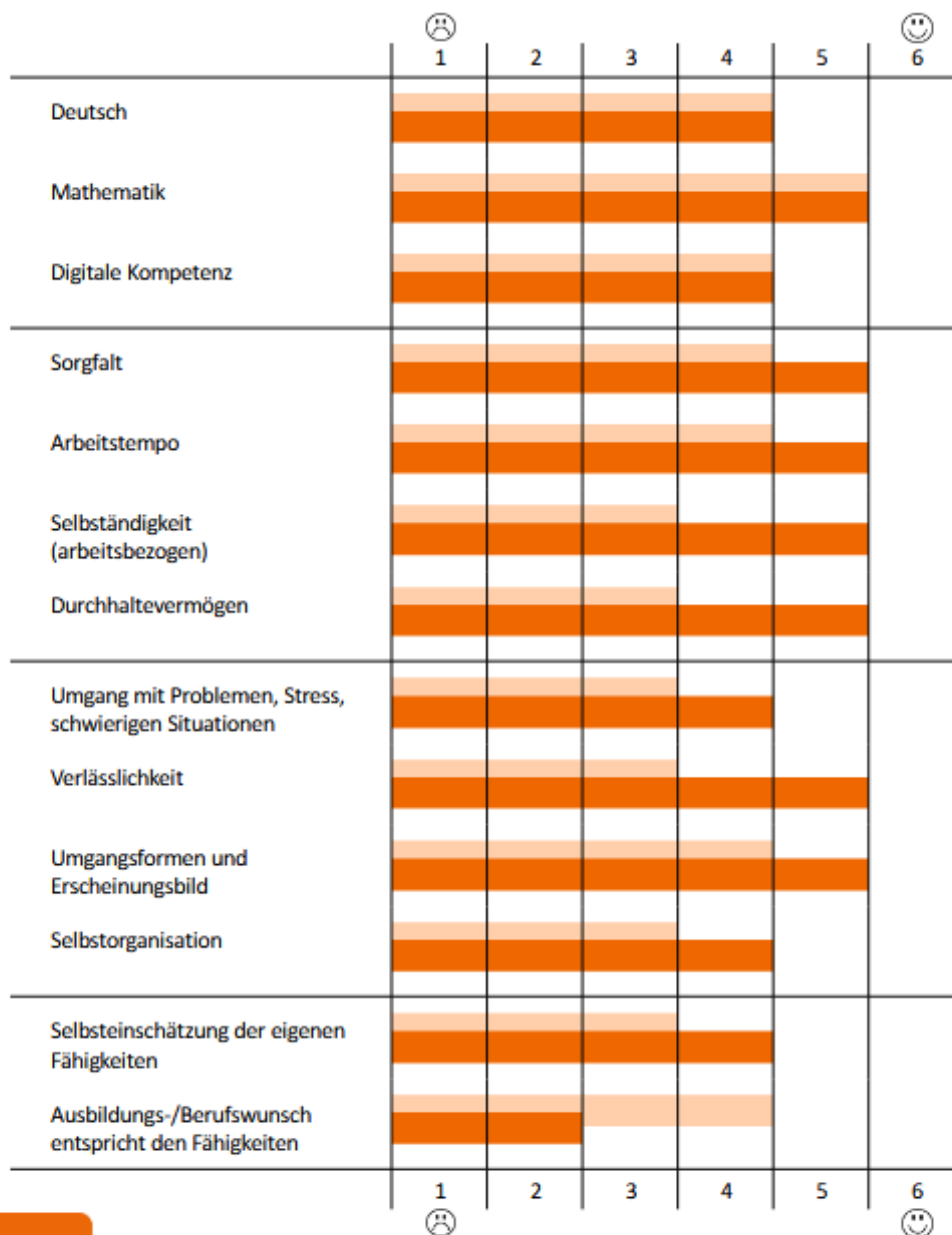 1 2 3 4 5 6
Deutsch
Mathematik
Digitale Kompetenz
Sorgfalt
Arbeitstempo
Selbständigkeit
(arbeitsbezogen)
Durchhaltevermögen
Umgang mit Problemen, Stress,
schwierigen Situationen
Verlässlichkeit
Umgangsformen und
Erscheinungsbild
Selbstorganisation
Selbsteinschätzung der eigenen
Fähigkeiten
Ausbildungs-/Berufswunsch
entspricht den Fähigkeiten
1 2 3 4 5 6